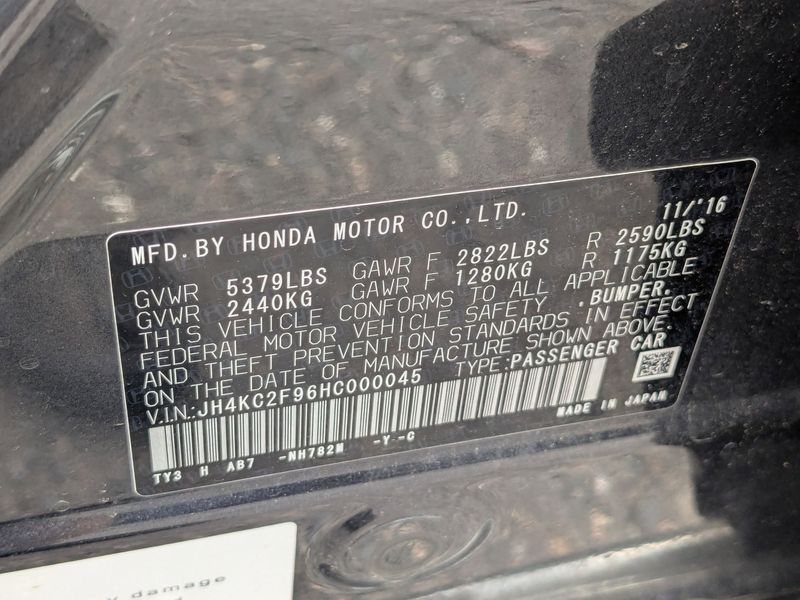 MFD. BY HONDA MOTOR CO., LTD. 11/'16
GVWR 5379LBS GAWR F 2822LBS R 2590LBS
GVWR 2440KG GAWR F 1280KG R 1175KG
THIS VEHICLE CONFORMS TO ALL APPLICABLE
FEDERAL MOTOR VEHICLE SAFETY ,BUMPER,
AND THEFT PREVENTION STANDARDS IN EFFECT
ON THE DATE OF MANUFACTURE SHOWN ABOVE.
V.I.N.:JH4KC2F96HC000045 TYPE:PASSENGER CAR
TY3 H AB7 -NH782M -Y-C MADE IN JAPAN
damage